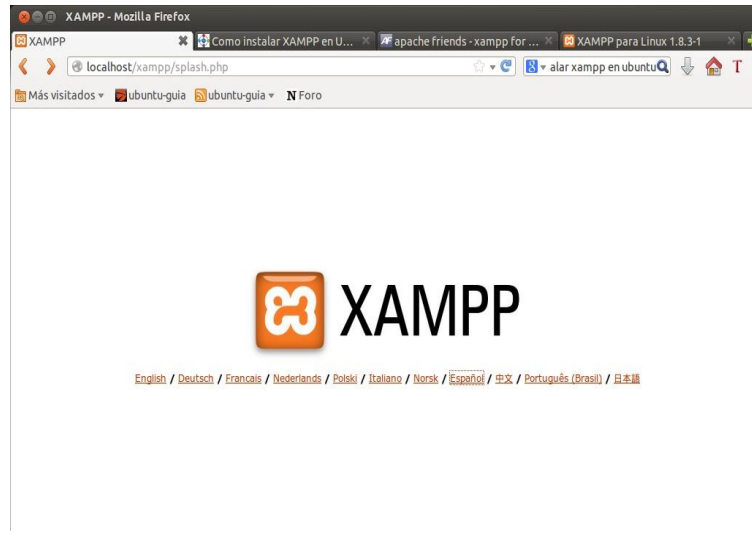 XAMPP - Mozilla Firefox
XAMPP Como instalar XAMPP en U... apache friends - xampp for ... XAMPP para Linux 1.8.3-1
localhost/xampp/splash.php alar xampp en ubuntu T
Más visitados ubuntu-guia ubuntu-guia N Foro
XAMPP
English / Deutsch / Francais / Nederlands / Polski / Italiano / Norsk / Español / 中文 / Português (Brasil) / 日本語